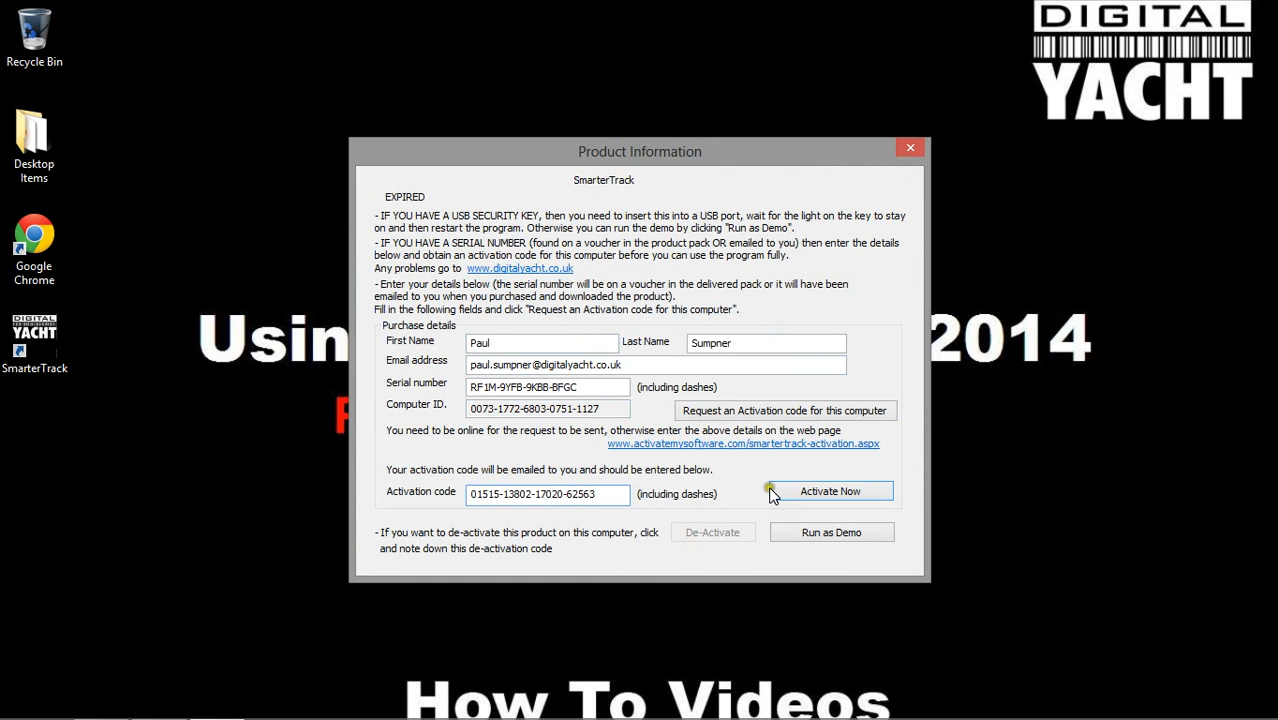 DIGITAL
YACHT
Recycle Bin
Desktop
Items
Google
Chrome
DIGITAL
YACHT
SmarterTrack
Usin
2014
How To Videos
Product Information
SmarterTrack
EXPIRED
- IF YOU HAVE A USB SECURITY KEY, then you need to insert this into a USB port, wait for the light on the key to stay
on and then restart the program. Otherwise you can run the demo by clicking "Run as Demo".
- IF YOU HAVE A SERIAL NUMBER (found on a voucher in the product pack OR emailed to you) then enter the details
below and obtain an activation code for this computer before you can use the program fully.
Any problems go to www.digitalyacht.co.uk
- Enter your details below (the serial number will be on a voucher in the delivered pack or it will have been
emailed to you when you purchased and downloaded the product).
Fill in the following fields and click "Request an Activation code for this computer".
Purchase details
First Name Paul Last Name Sumpner
Email address paul.sumpner@digitalyacht.co.uk
Serial number RF1M-9YFB-9KBB-BFGC (including dashes)
Computer ID. 0073-1772-6803-0751-1127 Request an Activation code for this computer
You need to be online for the request to be sent, otherwise enter the above details on the web page
www.activatemysoftware.com/smartertrack-activation.aspx
Your activation code will be emailed to you and should be entered below.
Activation code 01515-13802-17020-62563 (including dashes) Activate Now
- If you want to de-activate this product on this computer, click De-Activate Run as Demo
and note down this de-activation code